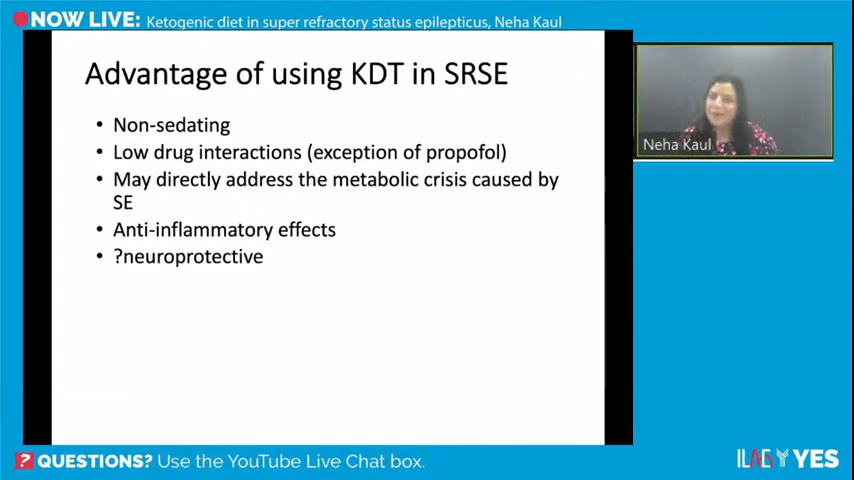 NOW LIVE: Ketogenic diet in super refractory status epilepticus, Neha Kaul
Advantage of using KDT in SRSE
• Non-sedating
• Low drug interactions (exception of propofol)
• May directly address the metabolic crisis caused by
SE
• Anti-inflammatory effects
• ?neuroprotective
Neha Kaul
? QUESTIONS? Use the YouTube Live Chat box.
ILAE YES